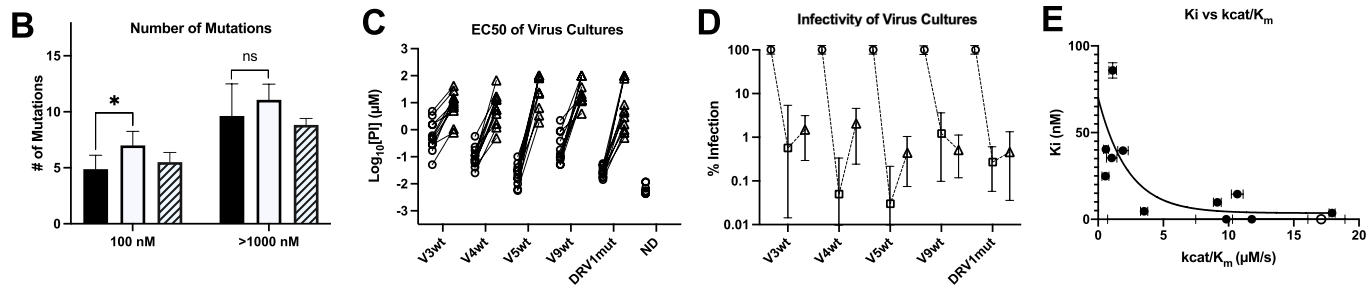 B
Number of Mutations
# of Mutations
15
10
5
0
*
ns
100 nM
>1000 nM
C
EC50 of Virus Cultures
Log10[PI] (µM)
3
2
1
0
-1
-2
-3
V3wt
V4wt
V5wt
V9wt
DRV1mut
ND
D
Infectivity of Virus Cultures
% Infection
100
10
1
0.1
0.01
V3wt
V4wt
V5wt
V9wt
DRV1mut
E
Ki vs kcat/Km
Ki (nM)
100
50
0
0
5
10
15
20
kcat/Km (µM/s)